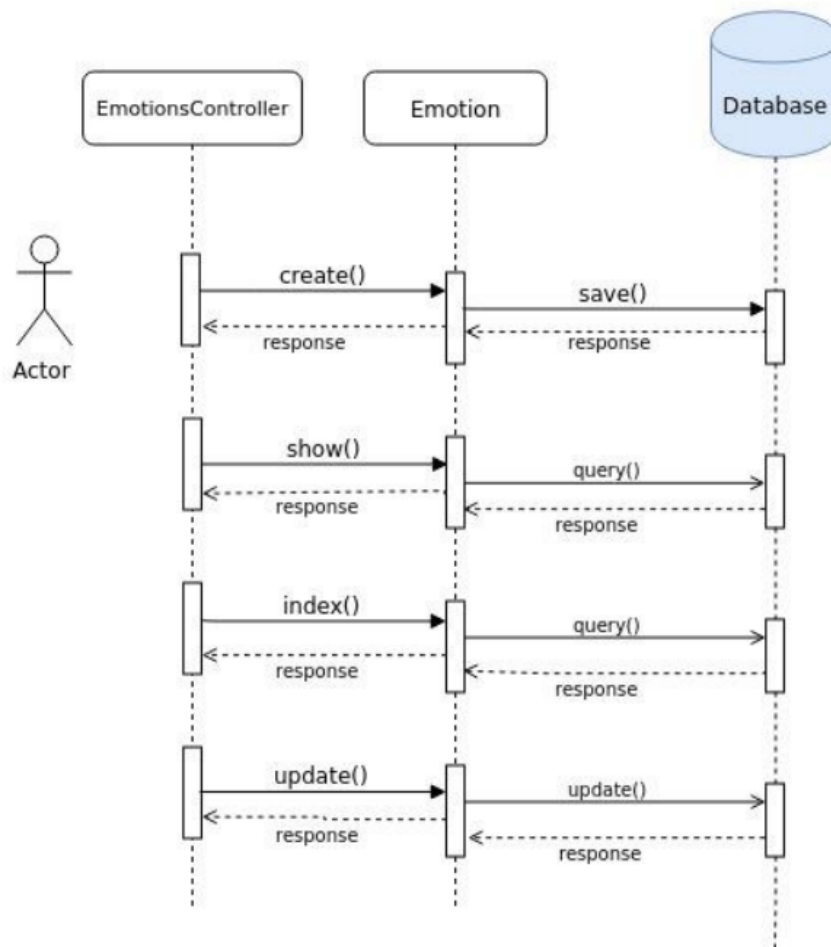 EmotionsController
Emotion
Database
Actor
create()
save()
response
response
show()
query()
response
response
index()
query()
response
response
update()
update()
response
response